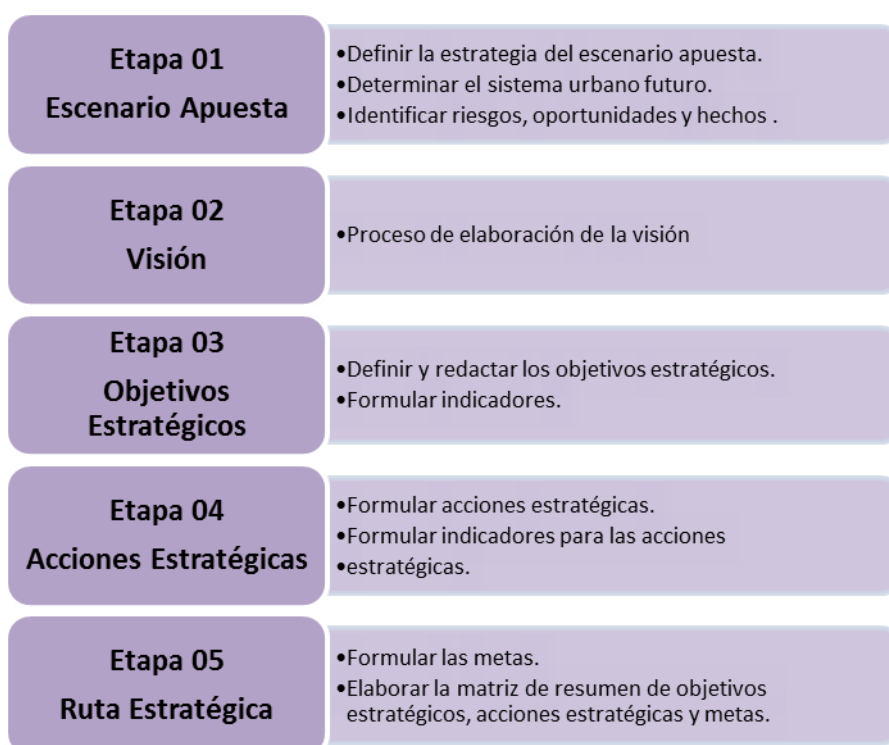 Etapa 01
Escenario Apuesta
•Definir la estrategia del escenario apuesta.
•Determinar el sistema urbano futuro.
•Identificar riesgos, oportunidades y hechos .
Etapa 02
Visión
•Proceso de elaboración de la visión
Etapa 03
Objetivos
Estratégicos
•Definir y redactar los objetivos estratégicos.
•Formular indicadores.
Etapa 04
Acciones Estratégicas
•Formular acciones estratégicas.
•Formular indicadores para las acciones
•estratégicas.
Etapa 05
Ruta Estratégica
•Formular las metas.
•Elaborar la matriz de resumen de objetivos
estratégicos, acciones estratégicas y metas.